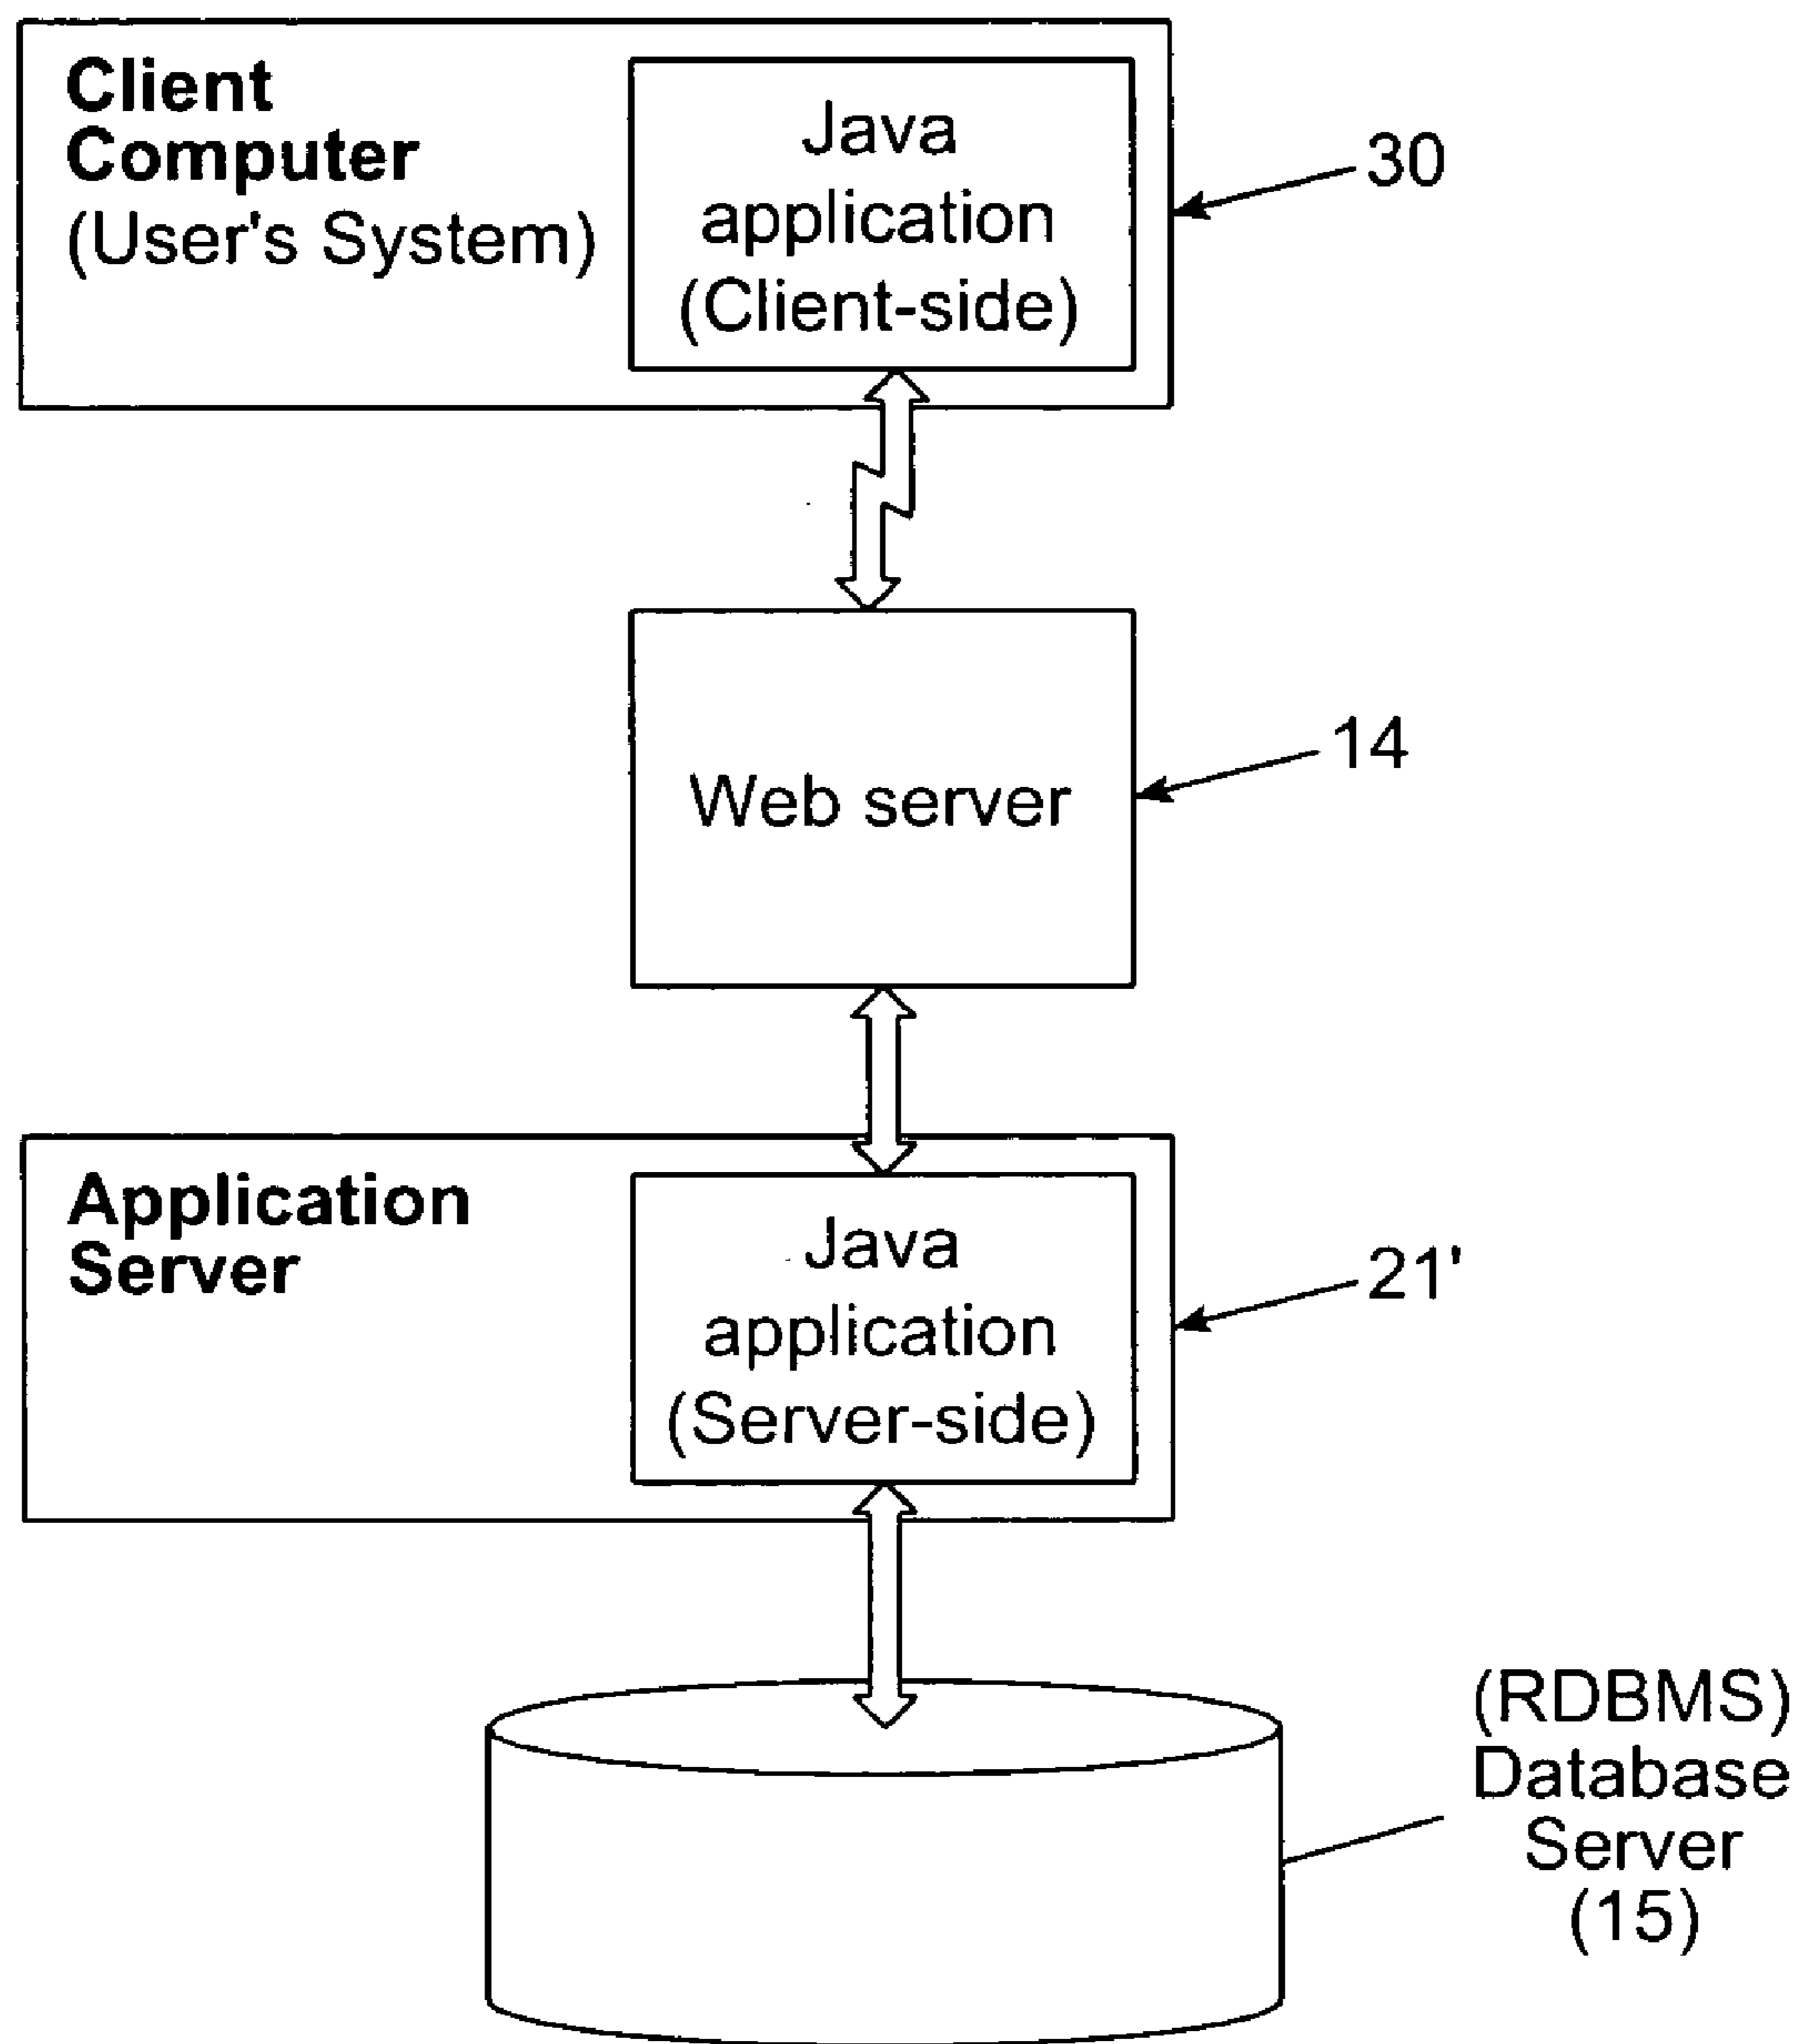 Client
Computer
(User's System)
Java
application
(Client-side)
30
Web server
14
Application
Server
Java
application
(Server-side)
21'
(RDBMS)
Database
Server
(15)